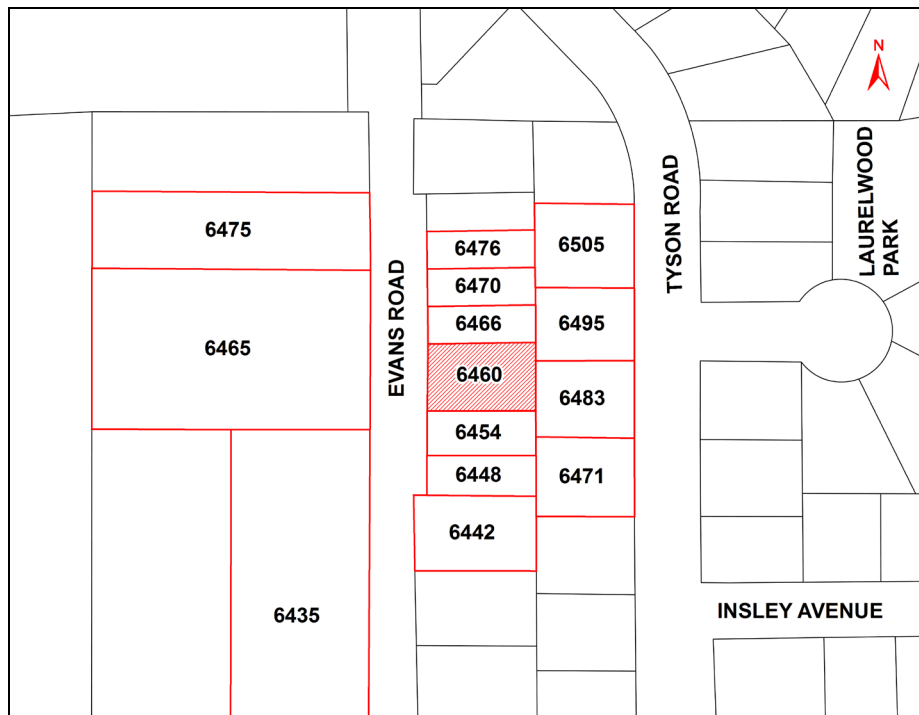 N
LAURELWOOD
PARK
TYSON ROAD
EVANS ROAD
6475
6476
6505
6470
6466
6495
6465
6460
6483
6454
6448
6471
6442
6435
INSLEY AVENUE